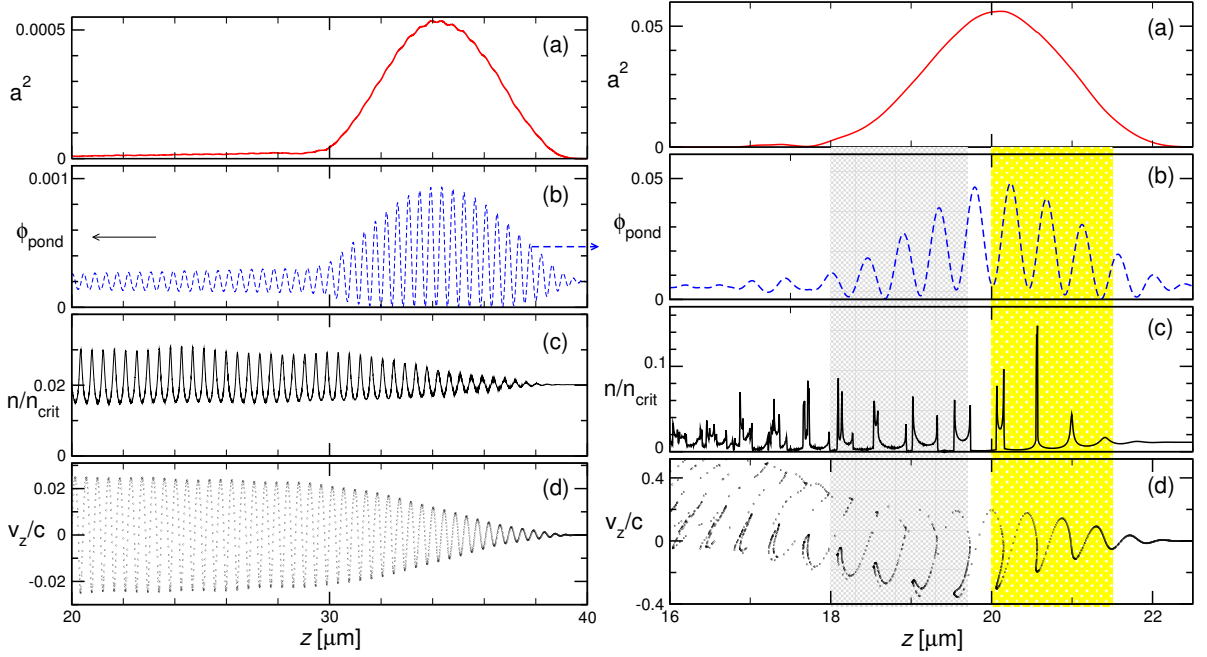 0.0005
(a)
a²
0
0.001
(b)
ϕpond
0
(c)
0.02
n/ncrit
0
0.02
(d)
vz/c
0
-0.02
20
30
40
z [µm]
0.05
(a)
a²
0
0.05
(b)
ϕpond
0
(c)
0.1
n/ncrit
0
0.4
(d)
vz/c
0
-0.4
16
18
20
22
z [µm]